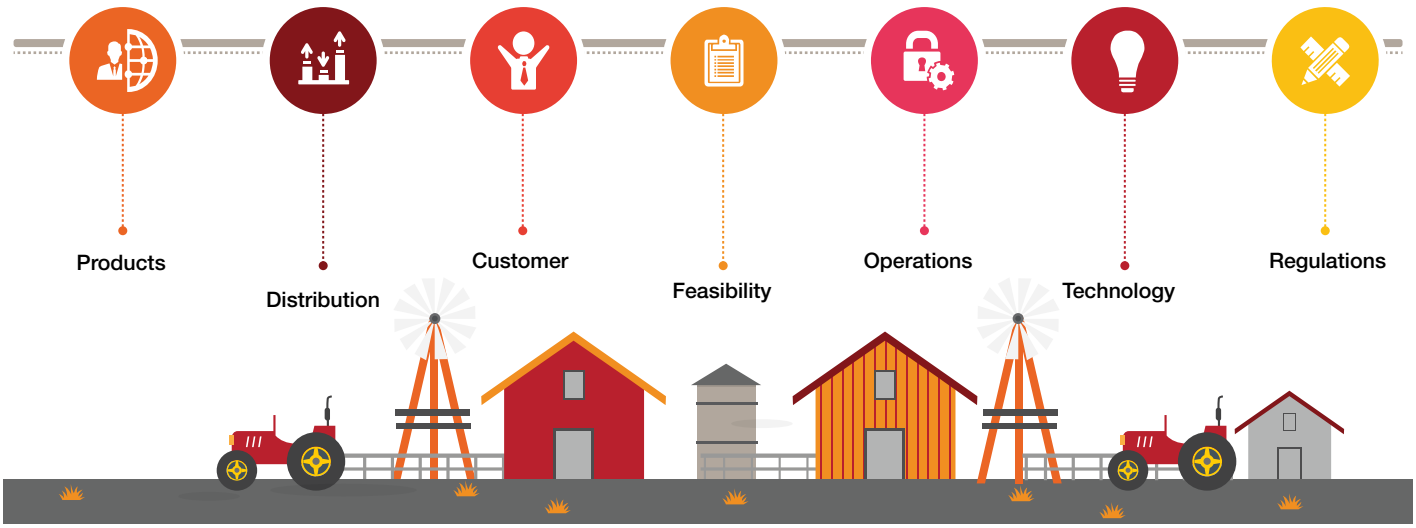 Products
Distribution
Customer
Feasibility
Operations
Technology
Regulations